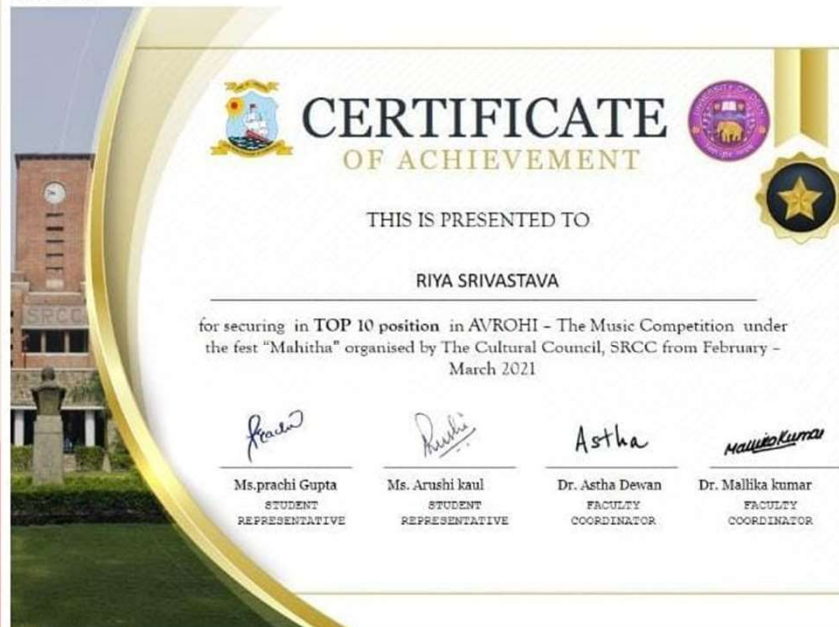 CERTIFICATE
OF ACHIEVEMENT
THIS IS PRESENTED TO
RIYA SRIVASTAVA
for securing in TOP 10 position in AVROHI – The Music Competition under
the fest “Mahitha” organised by The Cultural Council, SRCC from February –
March 2021
SRCC
Astha
Ms.prachi Gupta
Ms. Arushi kaul
Dr. Astha Dewan
Dr. Mallika kumar
STUDENT
STUDENT
FACULTY
FACULTY
REPRESENTATIVE
REPRESENTATIVE
COORDINATOR
COORDINATOR